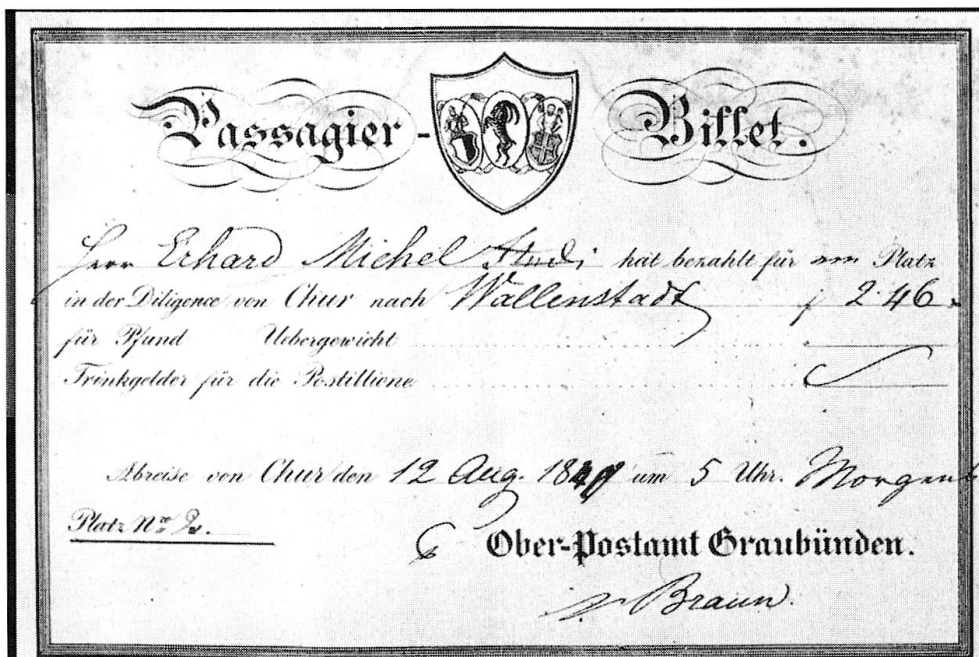 Passagier-Billet.
Herr Erhard Michel hat bezahlt für Platz
in der Diligence von Chur nach Wallenstadt f 2.46
für Pfund Uebergewicht
Trinkgelder für die Postillione
Abreise von Chur den 12 Aug. um 5 Uhr. Morgens
Platz Nro 2.
Ober-Postamt Graubünden.
Braun.